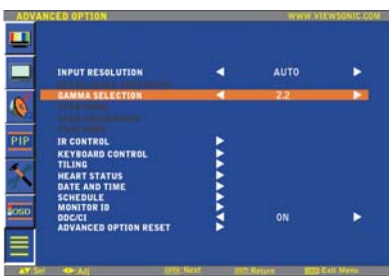 ADVANCED OPTION WWW.VIEWSONIC.COM
INPUT RESOLUTION AUTO
GAMMA SELECTION 2.2
IR CONTROL
PIP
KEYBOARD CONTROL
TILING
HEART STATUS
DATE AND TIME
SCHEDULE
OSD
MONITOR ID
DDC/CI ON
ADVANCED OPTION RESET
:Sel :Adj :Next EXIT:Return :Exit Menu